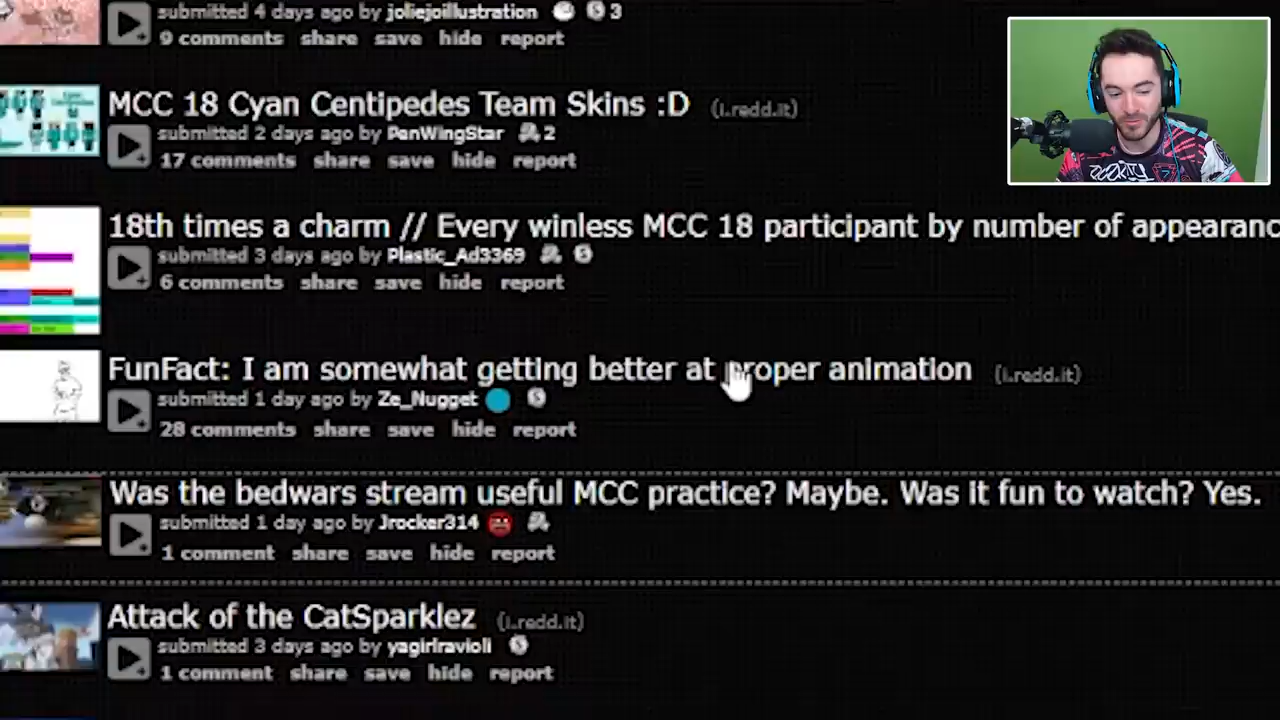 submitted 4 days ago by joliejoillustration 3
9 comments share save hide report
MCC 18 Cyan Centipedes Team Skins :D (i.redd.it)
submitted 2 days ago by PenWingStar 2
17 comments share save hide report
18th times a charm // Every winless MCC 18 participant by number of appearanc
submitted 3 days ago by Plastic_Ad3369
6 comments share save hide report
FunFact: I am somewhat getting better at proper animation (i.redd.it)
submitted 1 day ago by Ze_Nugget
28 comments share save hide report
Was the bedwars stream useful MCC practice? Maybe. Was it fun to watch? Yes.
submitted 1 day ago by Jrocker314
1 comment share save hide report
Attack of the CatSparklez (i.redd.it)
submitted 3 days ago by yagirlravioli
1 comment share save hide report